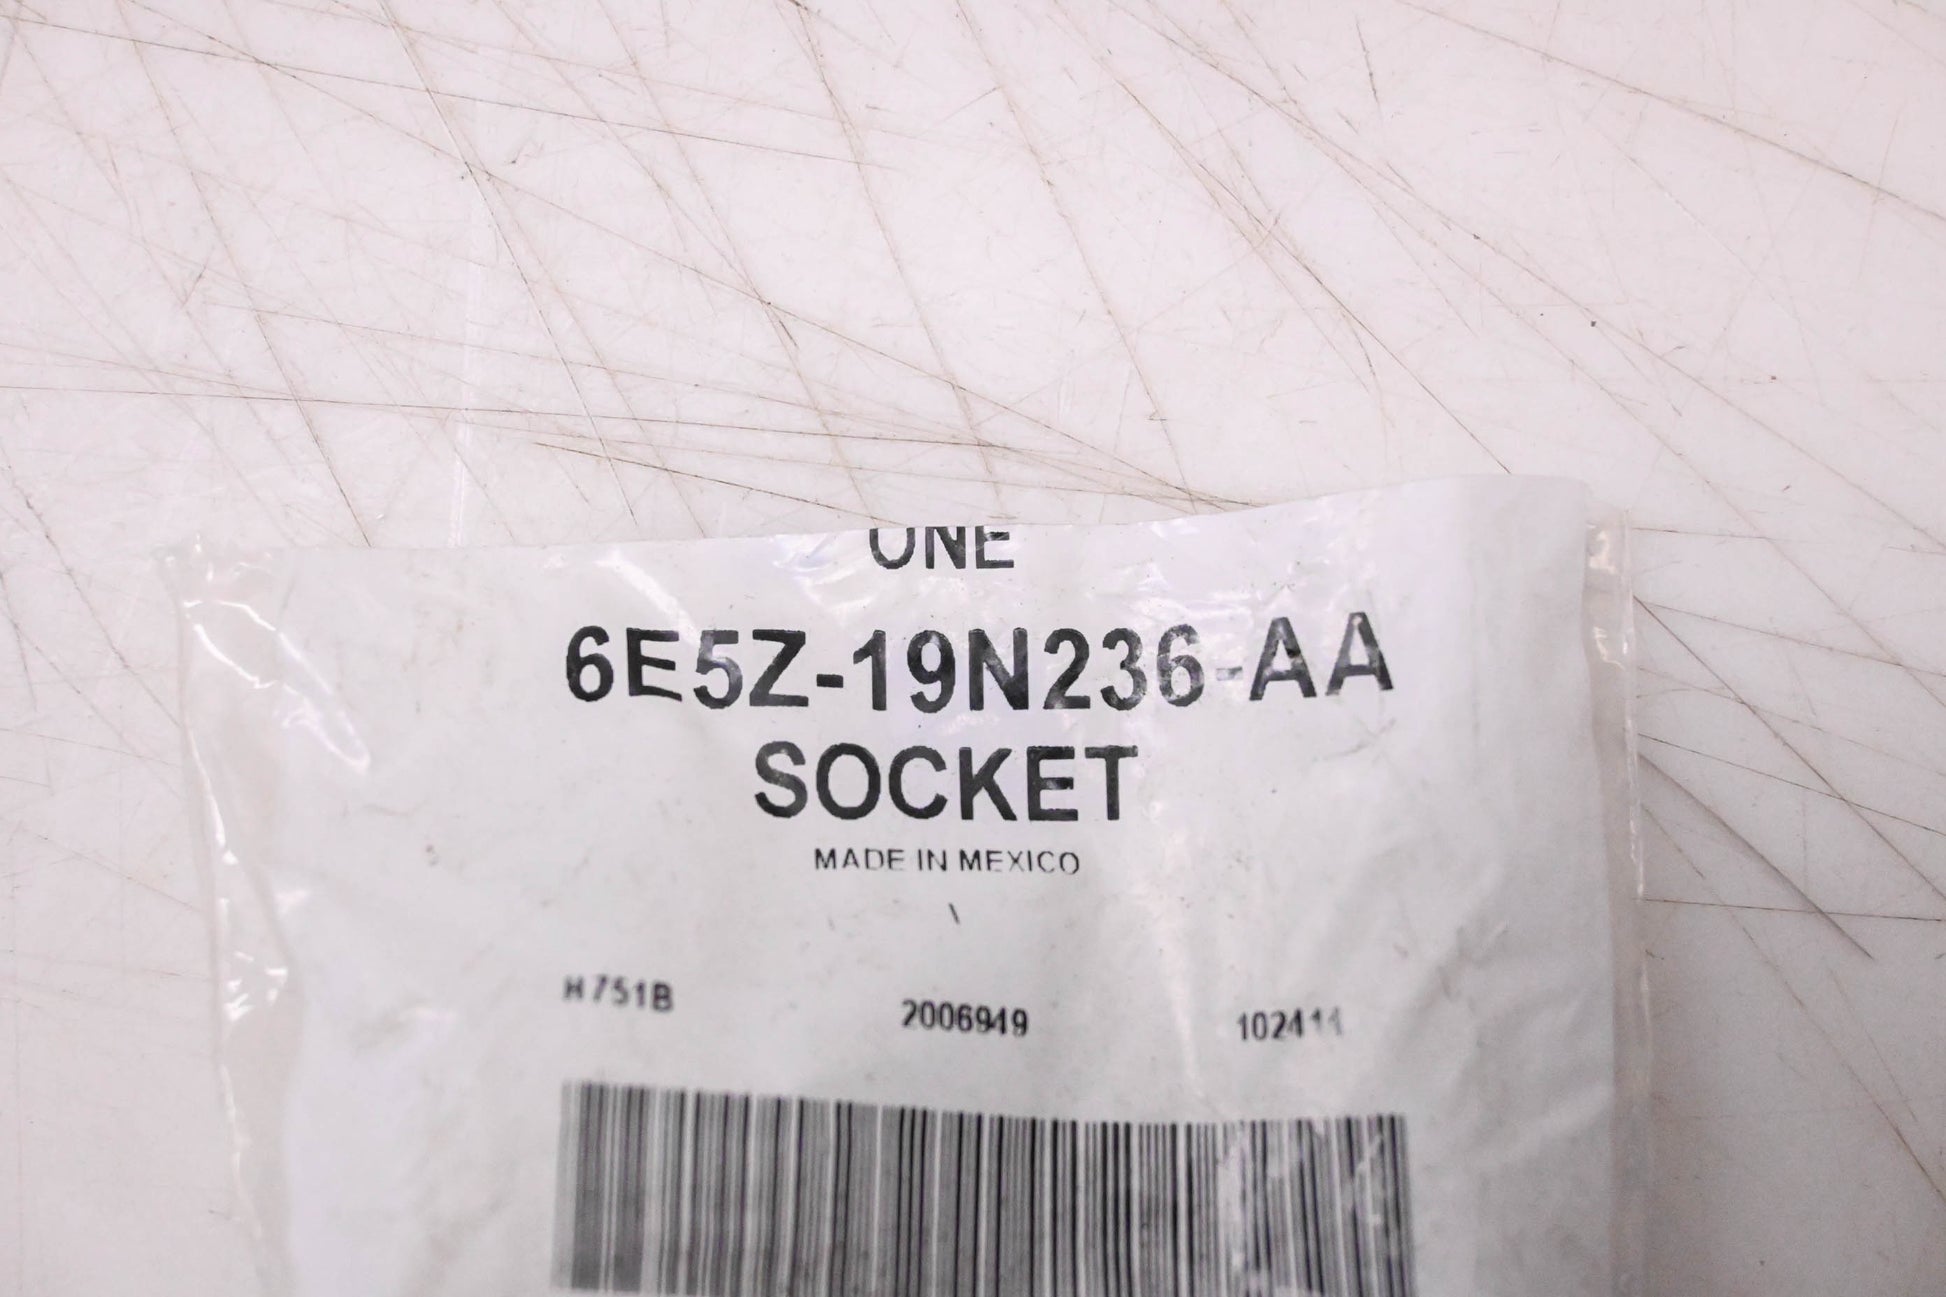 ONE
6E5Z-19N236-AA
SOCKET
MADE IN MEXICO
H751B 2006949 102411